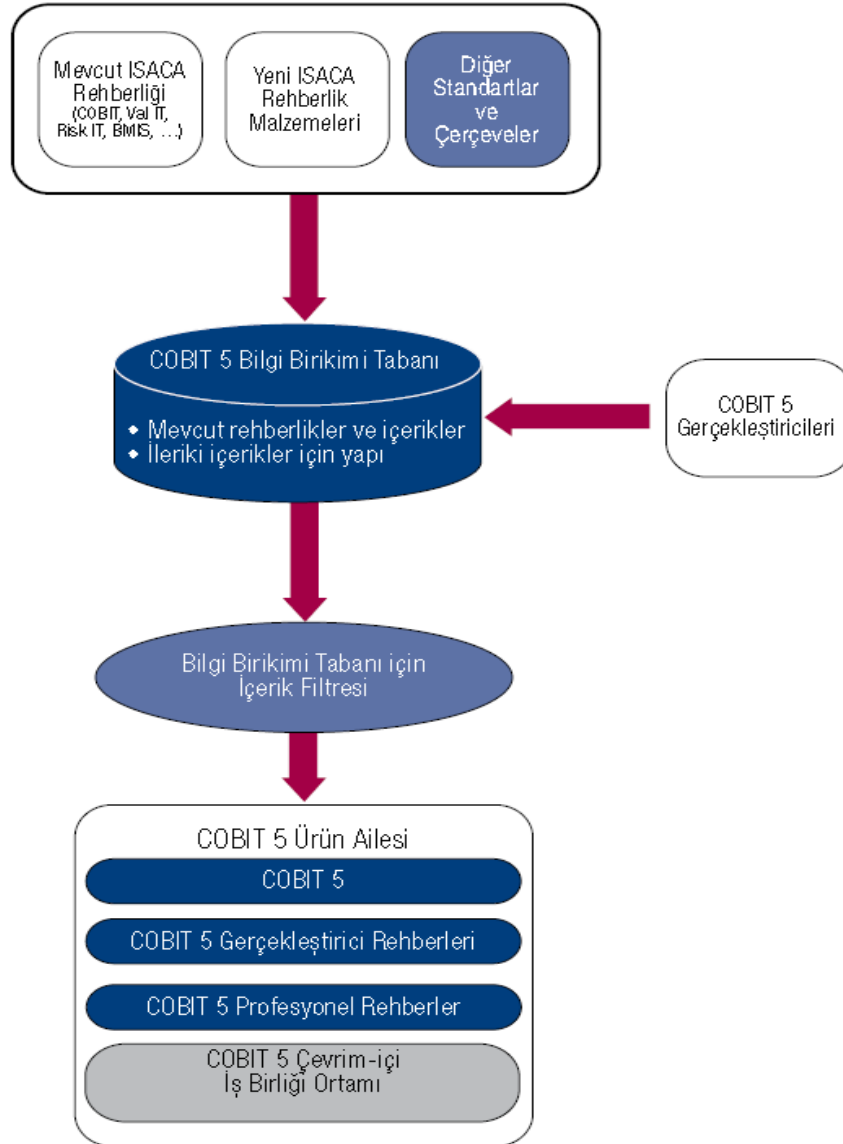 Mevcut ISACA
Rehberliği
(COBIT, Val IT,
Risk IT, BMIS, ...)
Yeni ISACA
Rehberlik
Malzemeleri
Diğer
Standartlar
ve
Çerçeveler
COBIT 5 Bilgi Birikimi Tabanı
• Mevcut rehberlikler ve içerikler
• İleriki içerikler için yapı
COBIT 5
Gerçekleştiricileri
Bilgi Birikimi Tabanı için
İçerik Filtresi
COBIT 5 Ürün Ailesi
COBIT 5
COBIT 5 Gerçekleştirici Rehberleri
COBIT 5 Profesyonel Rehberler
COBIT 5 Çevrim-içi
İş Birliği Ortamı